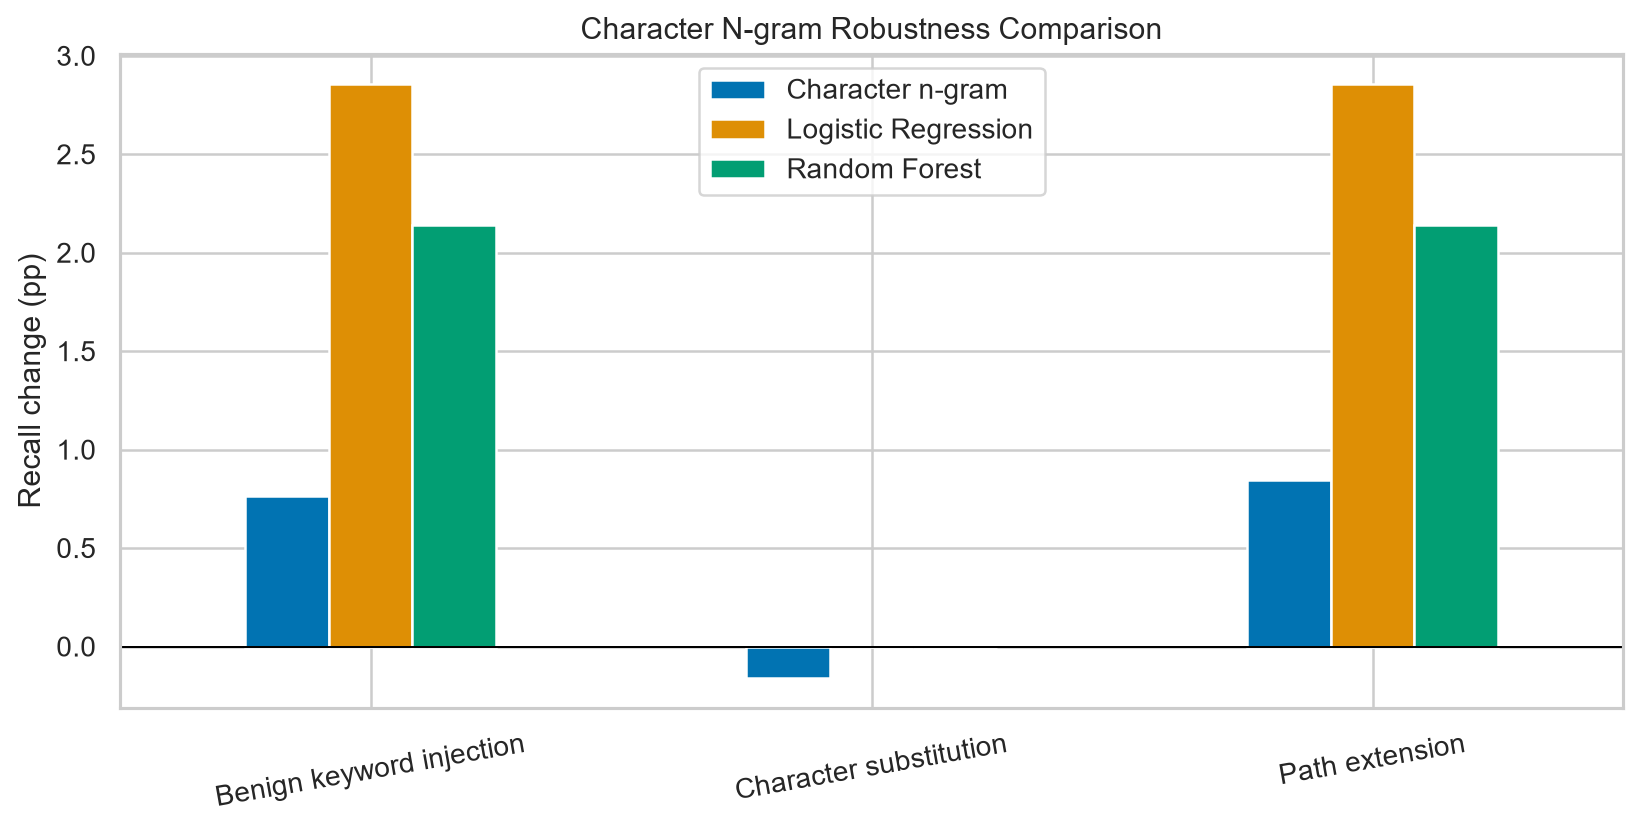 Character N-gram Robustness Comparison
3.0
2.5
2.0
1.5
1.0
0.5
0.0
Recall change (pp)
Character n-gram
Logistic Regression
Random Forest
Benign keyword injection
Character substitution
Path extension